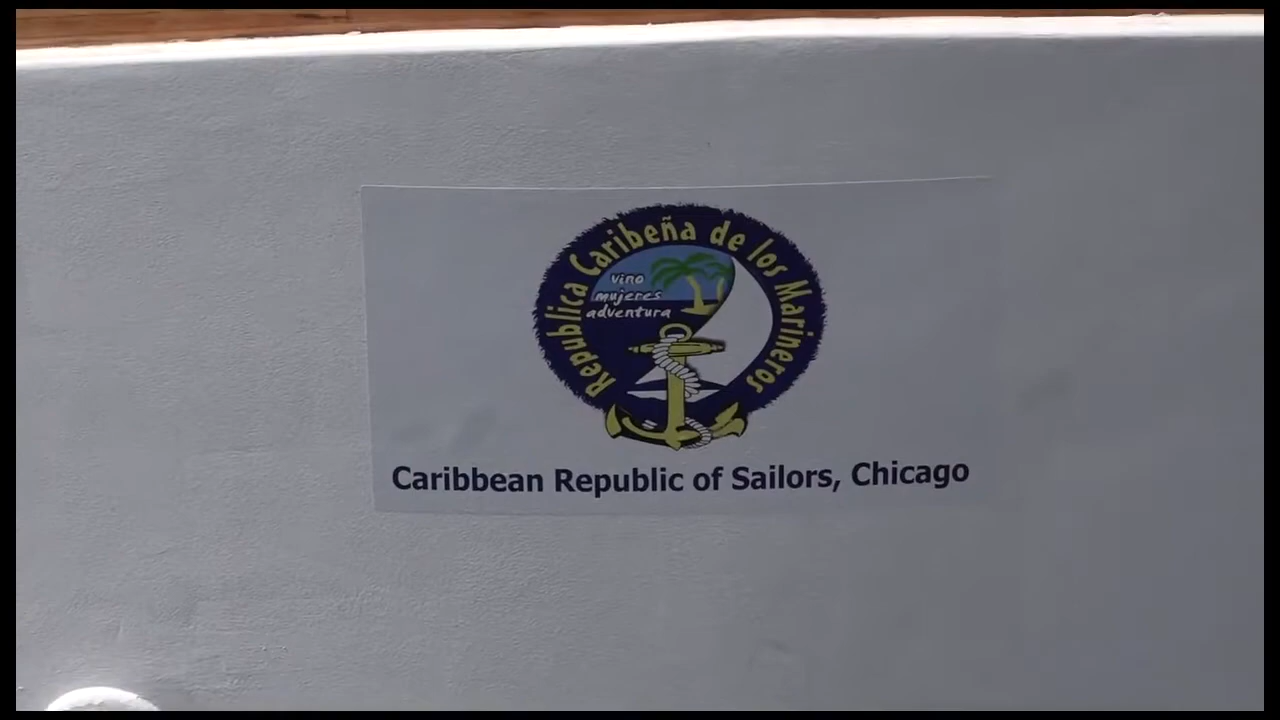 Republica Caribeña de los Marineros
vino
mujeres
adventura
Caribbean Republic of Sailors, Chicago